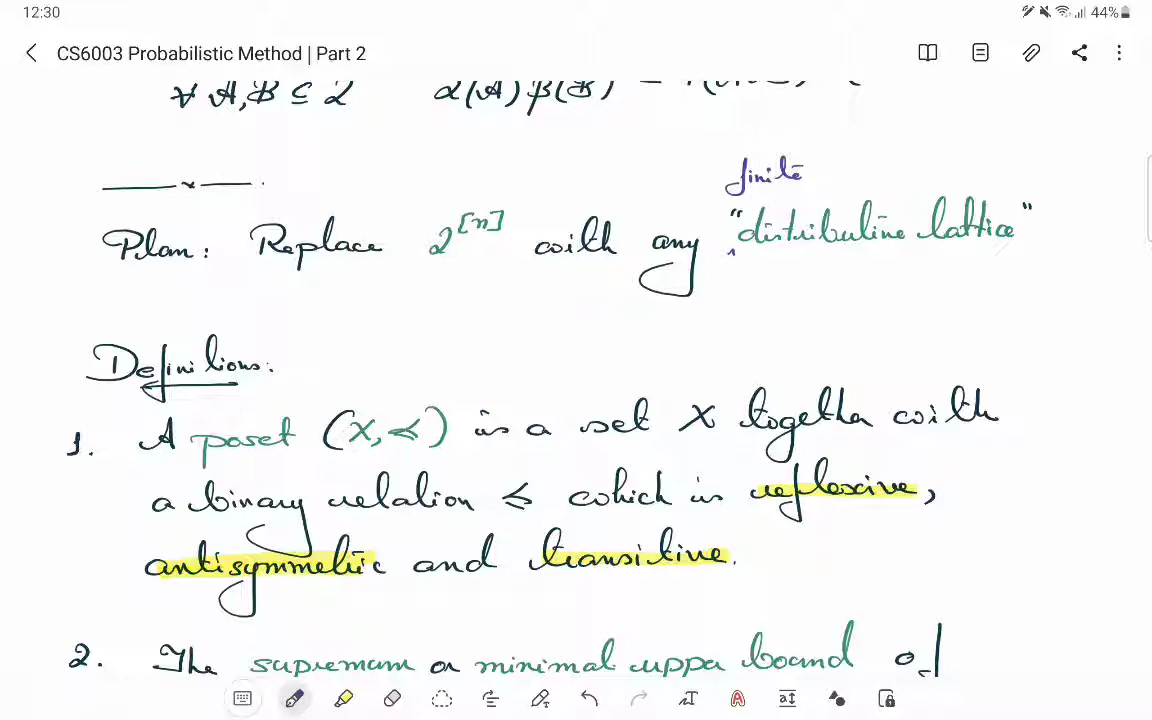 12:30 44%
CS6003 Probabilistic Method | Part 2
∀ A, B ⊆ 2 α(A) β(B)
finite
Plan: Replace 2^[n] with any "distributive lattice"
Definitions:
1. A poset (X, ≼) is a set X together with
a binary relation ≼ which is reflexive,
antisymmetric and transitive.
2. The supremum or minimal upper bound of